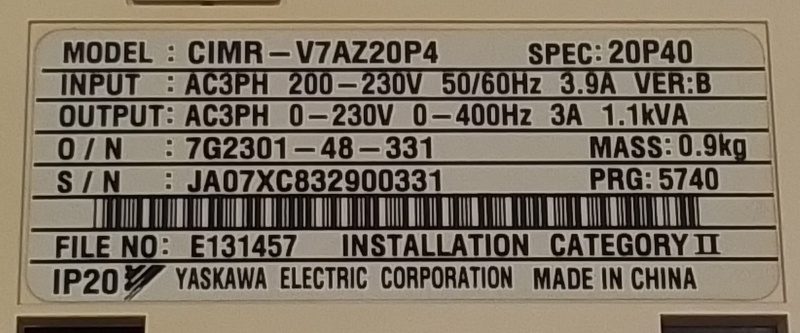 MODEL : CIMR-V7AZ20P4 SPEC: 20P40
INPUT : AC3PH 200-230V 50/60Hz 3.9A VER:B
OUTPUT: AC3PH 0-230V 0-400Hz 3A 1.1kVA
O/N : 7G2301-48-331 MASS: 0.9kg
S/N : JA07XC832900331 PRG: 5740
FILE NO: E131457 INSTALLATION CATEGORY II
IP20 YASKAWA ELECTRIC CORPORATION MADE IN CHINA